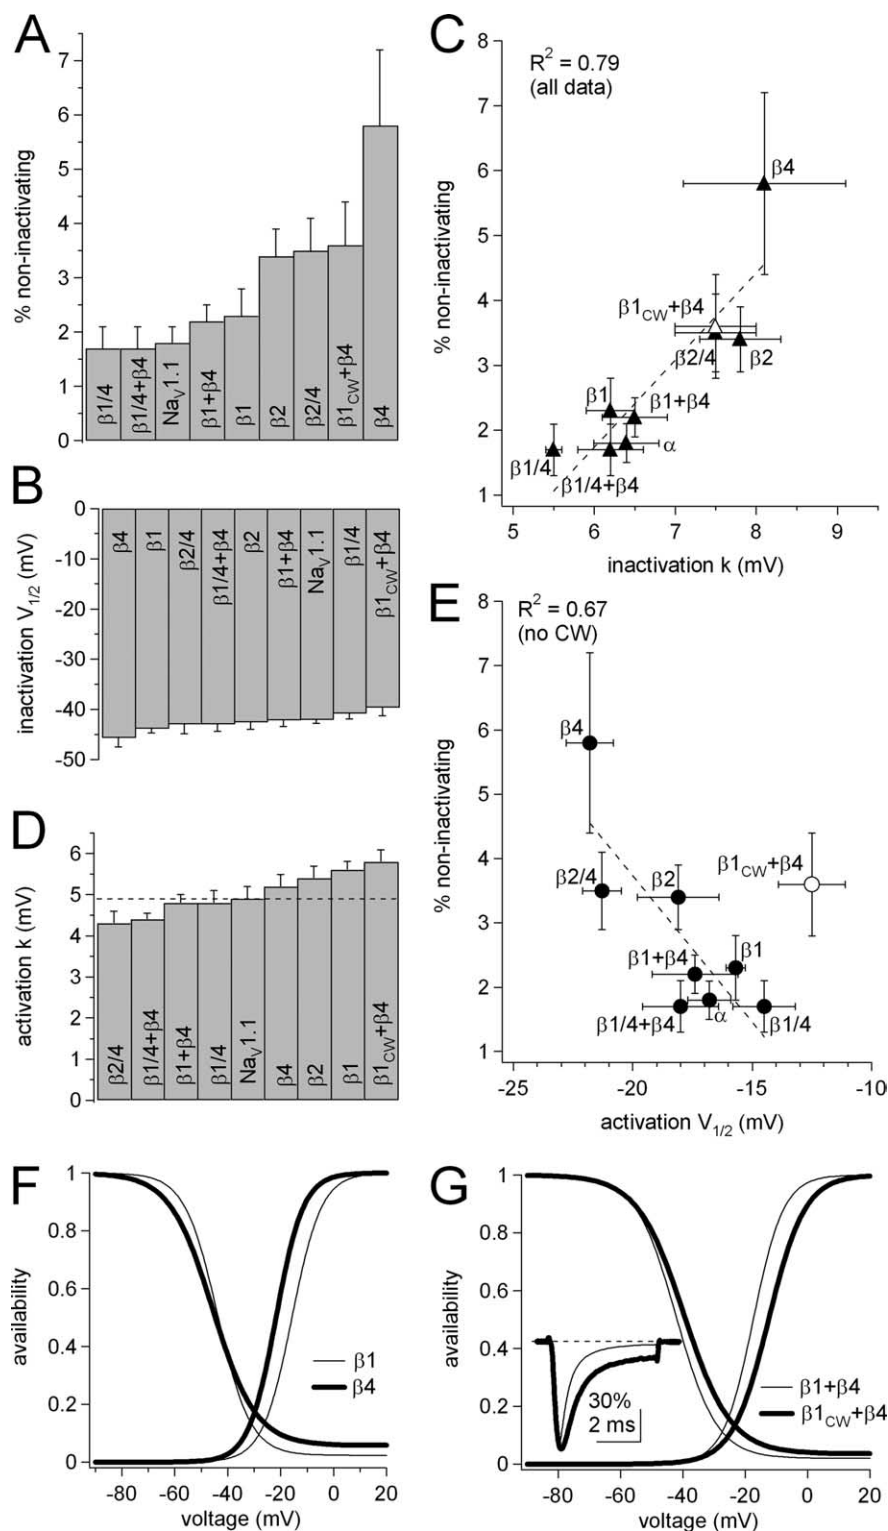 A
% non-inactivating
7
6
5
4
3
2
1
0
β1/4
β1/4+β4
NaV1.1
β1+β4
β1
β2
β2/4
β1CW+β4
β4
B
inactivation V1/2 (mV)
0
-10
-20
-30
-40
-50
β4
β1
β2/4
β1/4+β4
β2
β1+β4
NaV1.1
β1/4
β1CW+β4
D
activation k (mV)
6
5
4
3
2
1
0
β2/4
β1/4+β4
β1+β4
β1/4
NaV1.1
β4
β2
β1
β1CW+β4
C
R2 = 0.79
(all data)
% non-inactivating
8
7
6
5
4
3
2
1
β4
β1CW+β4
β2/4
β2
β1
β1+β4
β1/4
α
β1/4+β4
5
6
7
8
9
inactivation k (mV)
E
R2 = 0.67
(no CW)
% non-inactivating
8
7
6
5
4
3
2
1
β4
β2/4
β2
β1CW+β4
β1+β4
β1
β1/4+β4
α
β1/4
-25
-20
-15
-10
activation V1/2 (mV)
F
availability
1
0.8
0.6
0.4
0.2
0
β1
β4
-80
-60
-40
-20
0
20
voltage (mV)
G
availability
1
0.8
0.6
0.4
0.2
0
30%
2 ms
β1+β4
β1CW+β4
-80
-60
-40
-20
0
20
voltage (mV)